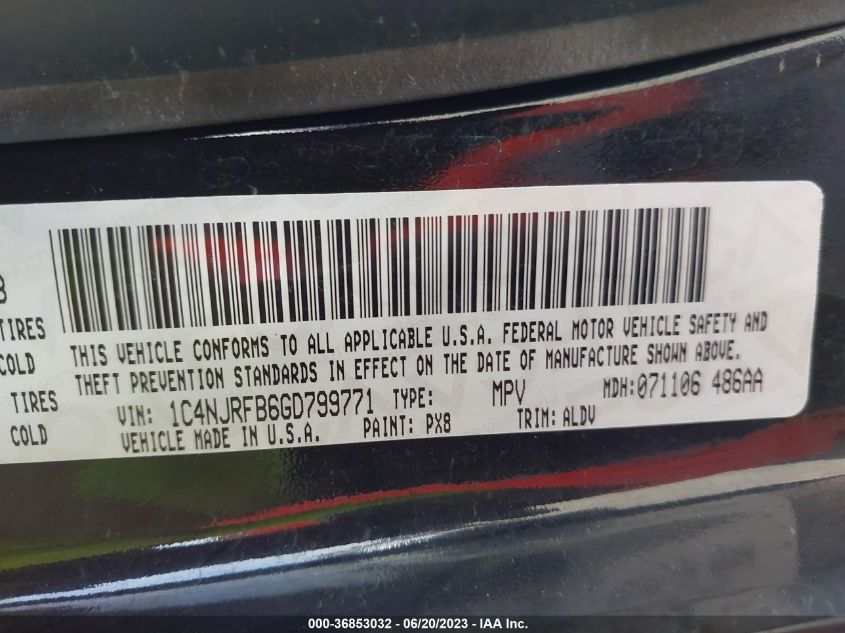 8
TIRES
COLD
TIRES
COLD
THIS VEHICLE CONFORMS TO ALL APPLICABLE U.S.A. FEDERAL MOTOR VEHICLE SAFETY AND
THEFT PREVENTION STANDARDS IN EFFECT ON THE DATE OF MANUFACTURE SHOWN ABOVE.
VIN: 1C4NJRFB6GD799771 TYPE: MPV MDH:071106 486AA
VEHICLE MADE IN U.S.A. PAINT: PX8 TRIM: ALDV
000-36853032 - 06/20/2023 - IAA Inc.